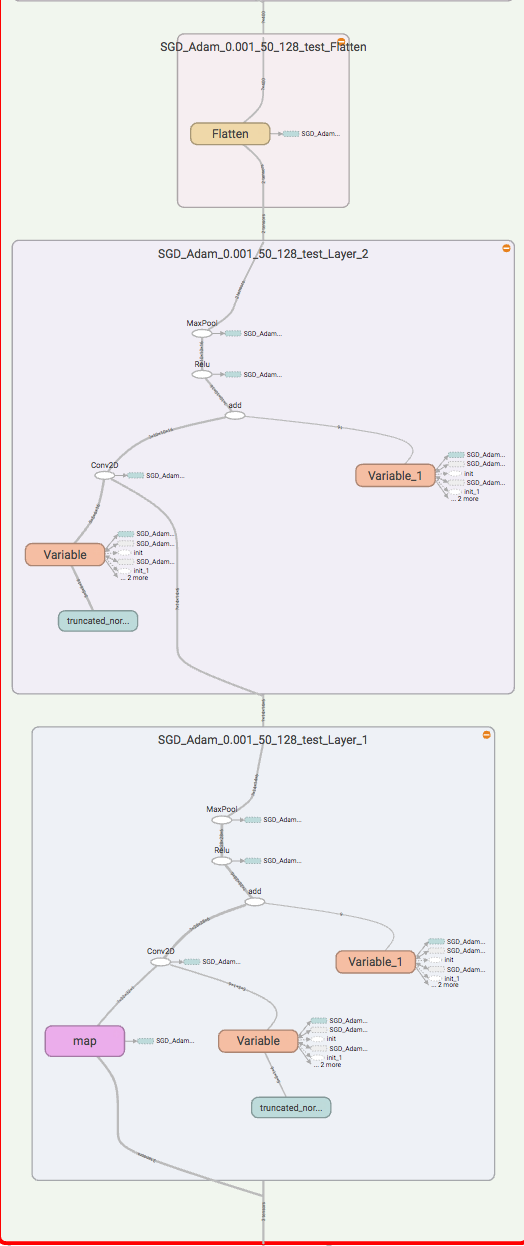 SGD_Adam_0.001_50_128_test_Flatten
Flatten
SGD_Adam...
SGD_Adam_0.001_50_128_test_Layer_2
MaxPool
SGD_Adam...
Relu
SGD_Adam...
add
Conv2D
SGD_Adam...
Variable_1
SGD_Adam...
SGD_Adam...
init
SGD_Adam...
init_1
... 2 more
Variable
SGD_Adam...
SGD_Adam...
init
SGD_Adam...
init_1
... 2 more
truncated_nor...
SGD_Adam_0.001_50_128_test_Layer_1
MaxPool
SGD_Adam...
Relu
SGD_Adam...
add
Conv2D
SGD_Adam...
Variable_1
SGD_Adam...
SGD_Adam...
init
SGD_Adam...
init_1
... 2 more
map
SGD_Adam...
Variable
SGD_Adam...
SGD_Adam...
init
SGD_Adam...
init_1
... 2 more
truncated_nor...